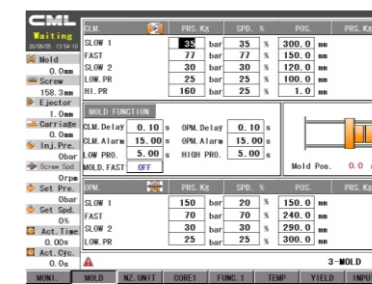 CML
Waiting
CLM. PRS. Kg SPD. % POS. PRS. Kg
SLOW 1 35 bar 35 % 300.0 mm
FAST 77 bar 77 % 150.0 mm
SLOW 2 30 bar 30 % 120.0 mm
LOW. PR 25 bar 25 % 100.0 mm
HI. PR 160 bar 25 % 1.0 mm
Mold
0.0mm
Screw
158.3mm
Ejector
1.0mm
Carriage
0.0mm
Inj.Pre.
0bar
Screw Spd.
0rpm
Set Pre.
0bar
Set Spd.
0%
Act.Time
0.00s
Act.Cyc.
0.0s
MOLD FUNCTION
CLM.Delay 0.10 s OPM.Delay 0.10 s
CLM.Alarm 15.00 s OPM.Alarm 15.00 s
LOW PRO. 5.00 s HIGH PRO. 5.00 s
MOLD.FAST OFF
Mold Pos. 0.0
OPM. PRS. Kg SPD. % POS. PRS. Kg
SLOW 1 150 bar 20 % 150.0 mm
FAST 70 bar 70 % 240.0 mm
SLOW 2 30 bar 30 % 290.0 mm
LOW. PR 25 bar 25 % 300.0 mm
3-MOLD
MONI. MOLD NZ.UNIT CORE1 FUNC.1 TEMP YIELD INPU